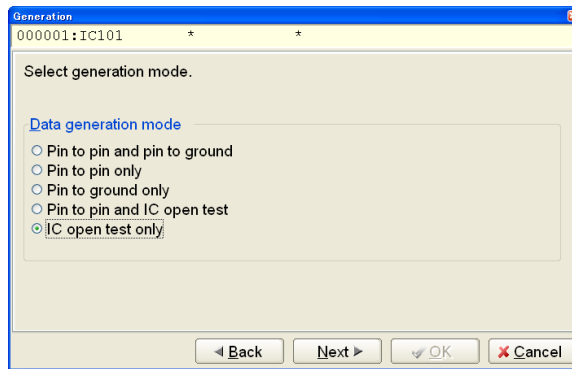 Generation
000001:IC101 * *
Select generation mode.
Data generation mode
Pin to pin and pin to ground
Pin to pin only
Pin to ground only
Pin to pin and IC open test
IC open test only
Back Next OK Cancel